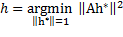 h = argmin ‖Ah*‖²
‖h*‖=1